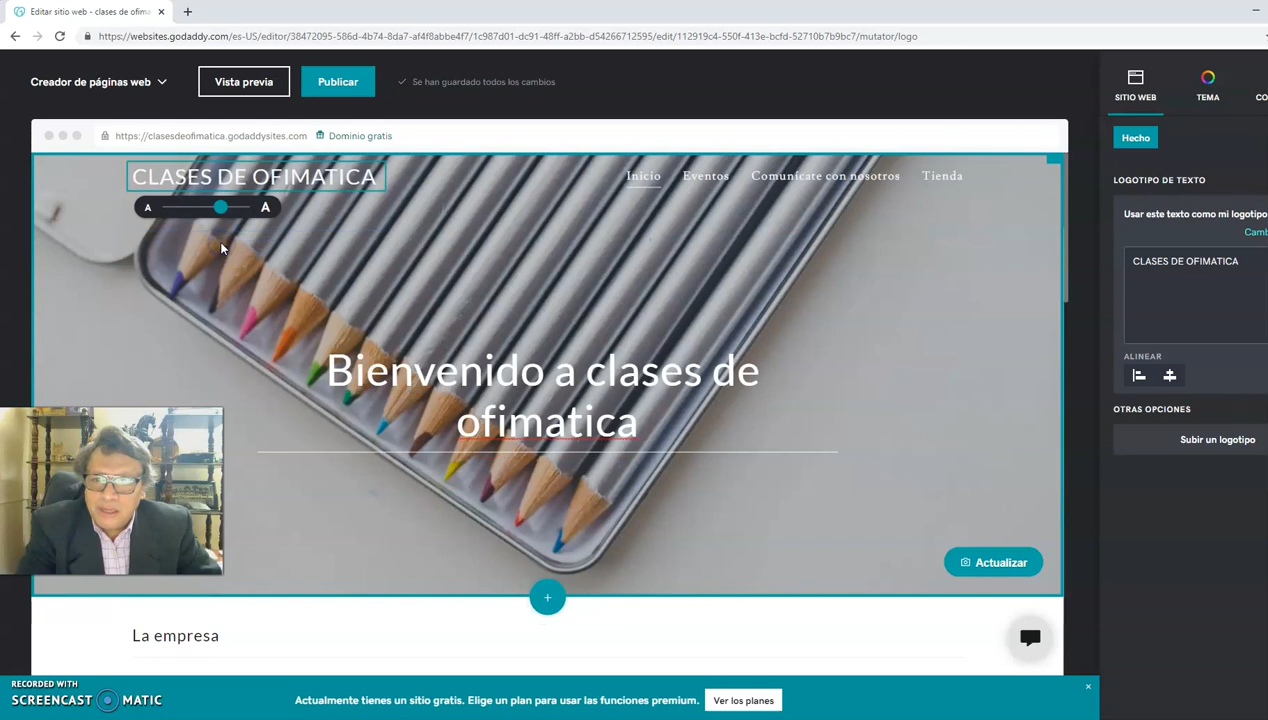 Editar sitio web - clases de ofima
https://websites.godaddy.com/es-US/editor/38472095-586d-4b74-8da7-af4f8abbe4f7/1c987d01-dc91-48ff-a2bb-d54266712595/edit/112919c4-550f-413e-bcfd-52710b7b9bc7/mutator/logo
Creador de páginas web
Vista previa
Publicar
Se han guardado todos los cambios
SITIO WEB
TEMA
CO
https://clasesdeofimatica.godaddysites.com
Dominio gratis
Hecho
CLASES DE OFIMATICA
Inicio
Eventos
Comunícate con nosotros
Tienda
A
A
LOGOTIPO DE TEXTO
Usar este texto como mi logotipo
Camb
CLASES DE OFIMATICA
ALINEAR
OTRAS OPCIONES
Subir un logotipo
Bienvenido a clases de
ofimatica
Actualizar
+
La empresa
RECORDED WITH
SCREENCAST MATIC
Actualmente tienes un sitio gratis. Elige un plan para usar las funciones premium.
Ver los planes